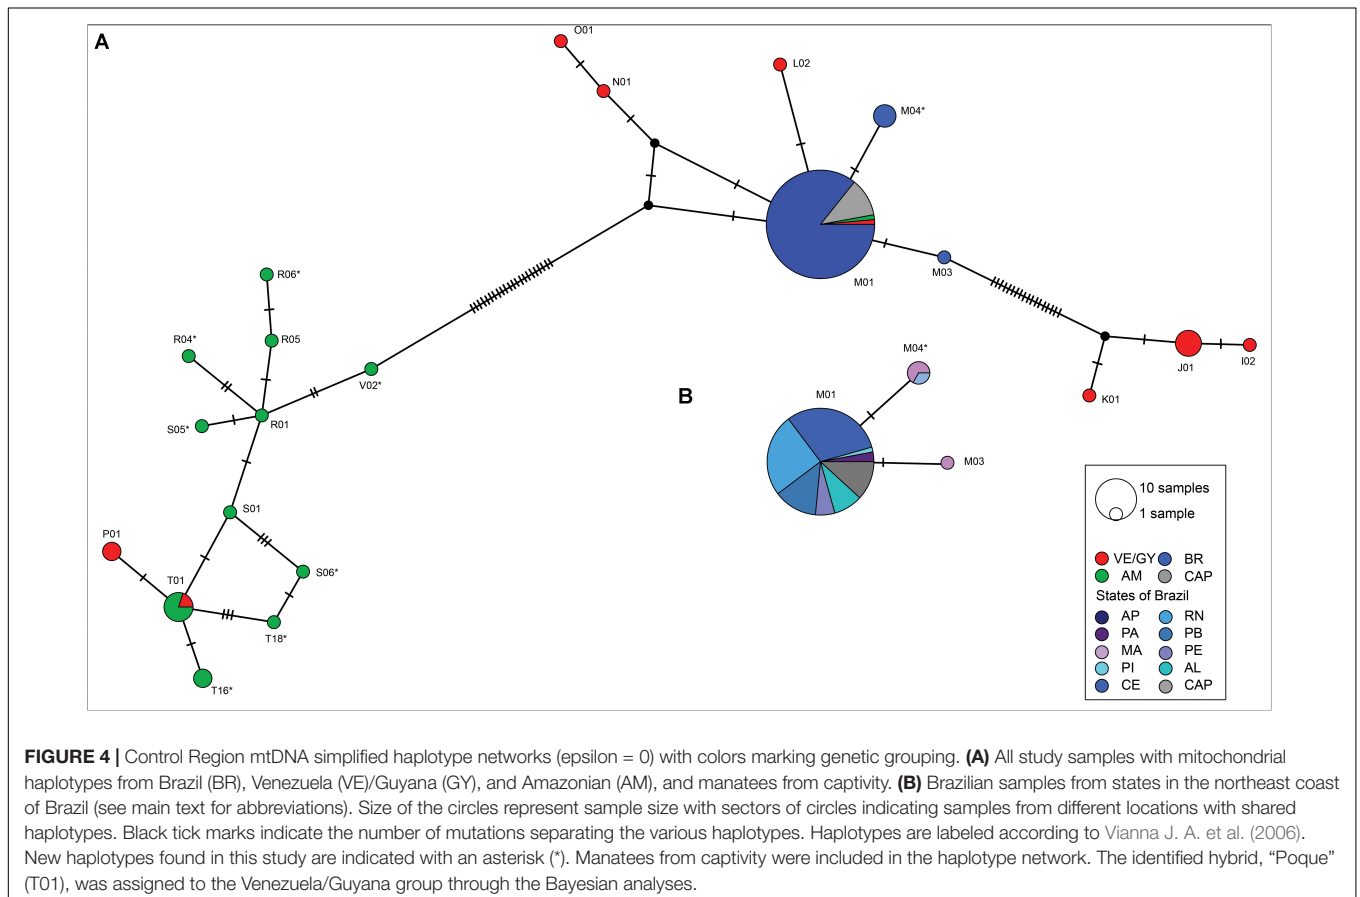 A
O01
N01
L02
M04*
M01
M03
R06*
R05
R04*
V02*
S05*
R01
J01
I02
K01
S01
P01
T01
S06*
T18*
T16*
B
M04*
M01
M03
10 samples
1 sample
VE/GY BR
AM CAP
States of Brazil
AP RN
PA PB
MA PE
PI AL
CE CAP
FIGURE 4 | Control Region mtDNA simplified haplotype networks (epsilon = 0) with colors marking genetic grouping. (A) All study samples with mitochondrial
haplotypes from Brazil (BR), Venezuela (VE)/Guyana (GY), and Amazonian (AM), and manatees from captivity. (B) Brazilian samples from states in the northeast coast
of Brazil (see main text for abbreviations). Size of the circles represent sample size with sectors of circles indicating samples from different locations with shared
haplotypes. Black tick marks indicate the number of mutations separating the various haplotypes. Haplotypes are labeled according to Vianna J. A. et al. (2006).
New haplotypes found in this study are indicated with an asterisk (*). Manatees from captivity were included in the haplotype network. The identified hybrid, “Poque”
(T01), was assigned to the Venezuela/Guyana group through the Bayesian analyses.